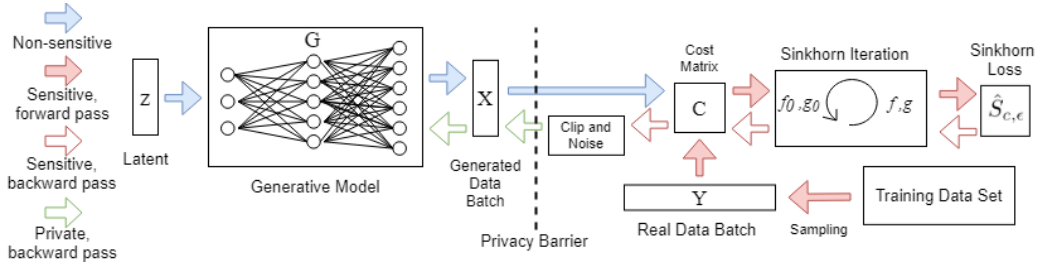 Non-sensitive
Sensitive,
forward pass
Sensitive,
backward pass
Private,
backward pass
z
Latent
G
Generative Model
X
Generated
Data
Batch
Privacy Barrier
Clip and
Noise
Cost
Matrix
C
Y
Real Data Batch
Sinkhorn Iteration
f₀,g₀
f,g
Sinkhorn
Loss
Ŝ_{c,ϵ}
Sampling
Training Data Set